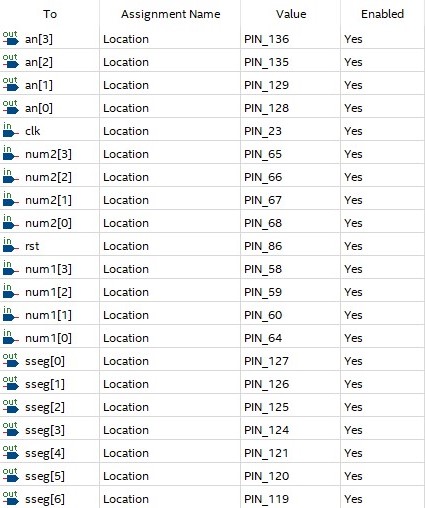 To Assignment Name Value Enabled
out an[3] Location PIN_136 Yes
out an[2] Location PIN_135 Yes
out an[1] Location PIN_129 Yes
out an[0] Location PIN_128 Yes
in clk Location PIN_23 Yes
in num2[3] Location PIN_65 Yes
in num2[2] Location PIN_66 Yes
in num2[1] Location PIN_67 Yes
in num2[0] Location PIN_68 Yes
in rst Location PIN_86 Yes
in num1[3] Location PIN_58 Yes
in num1[2] Location PIN_59 Yes
in num1[1] Location PIN_60 Yes
in num1[0] Location PIN_64 Yes
out sseg[0] Location PIN_127 Yes
out sseg[1] Location PIN_126 Yes
out sseg[2] Location PIN_125 Yes
out sseg[3] Location PIN_124 Yes
out sseg[4] Location PIN_121 Yes
out sseg[5] Location PIN_120 Yes
out sseg[6] Location PIN_119 Yes